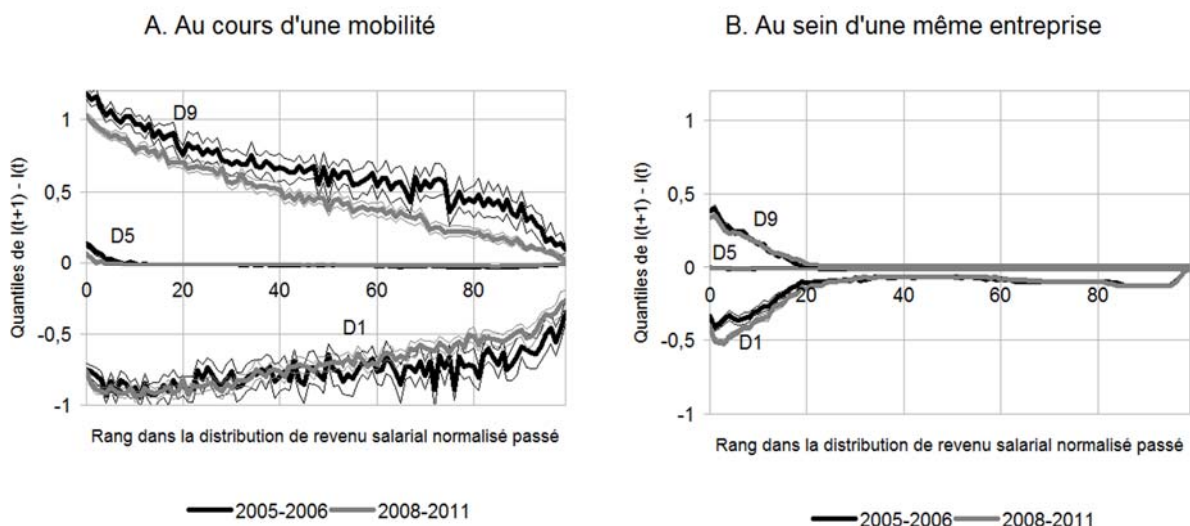 A. Au cours d'une mobilité
Quantiles de I(t+1) - I(t)
1
0,5
0
-0,5
-1
D9
D5
D1
0 20 40 60 80
Rang dans la distribution de revenu salarial normalisé passé
2005-2006 2008-2011
B. Au sein d'une même entreprise
Quantiles de I(t+1) - I(t)
1
0,5
0
-0,5
-1
D9
D5
D1
0 20 40 60 80
Rang dans la distribution de revenu salarial normalisé passé
2005-2006 2008-2011